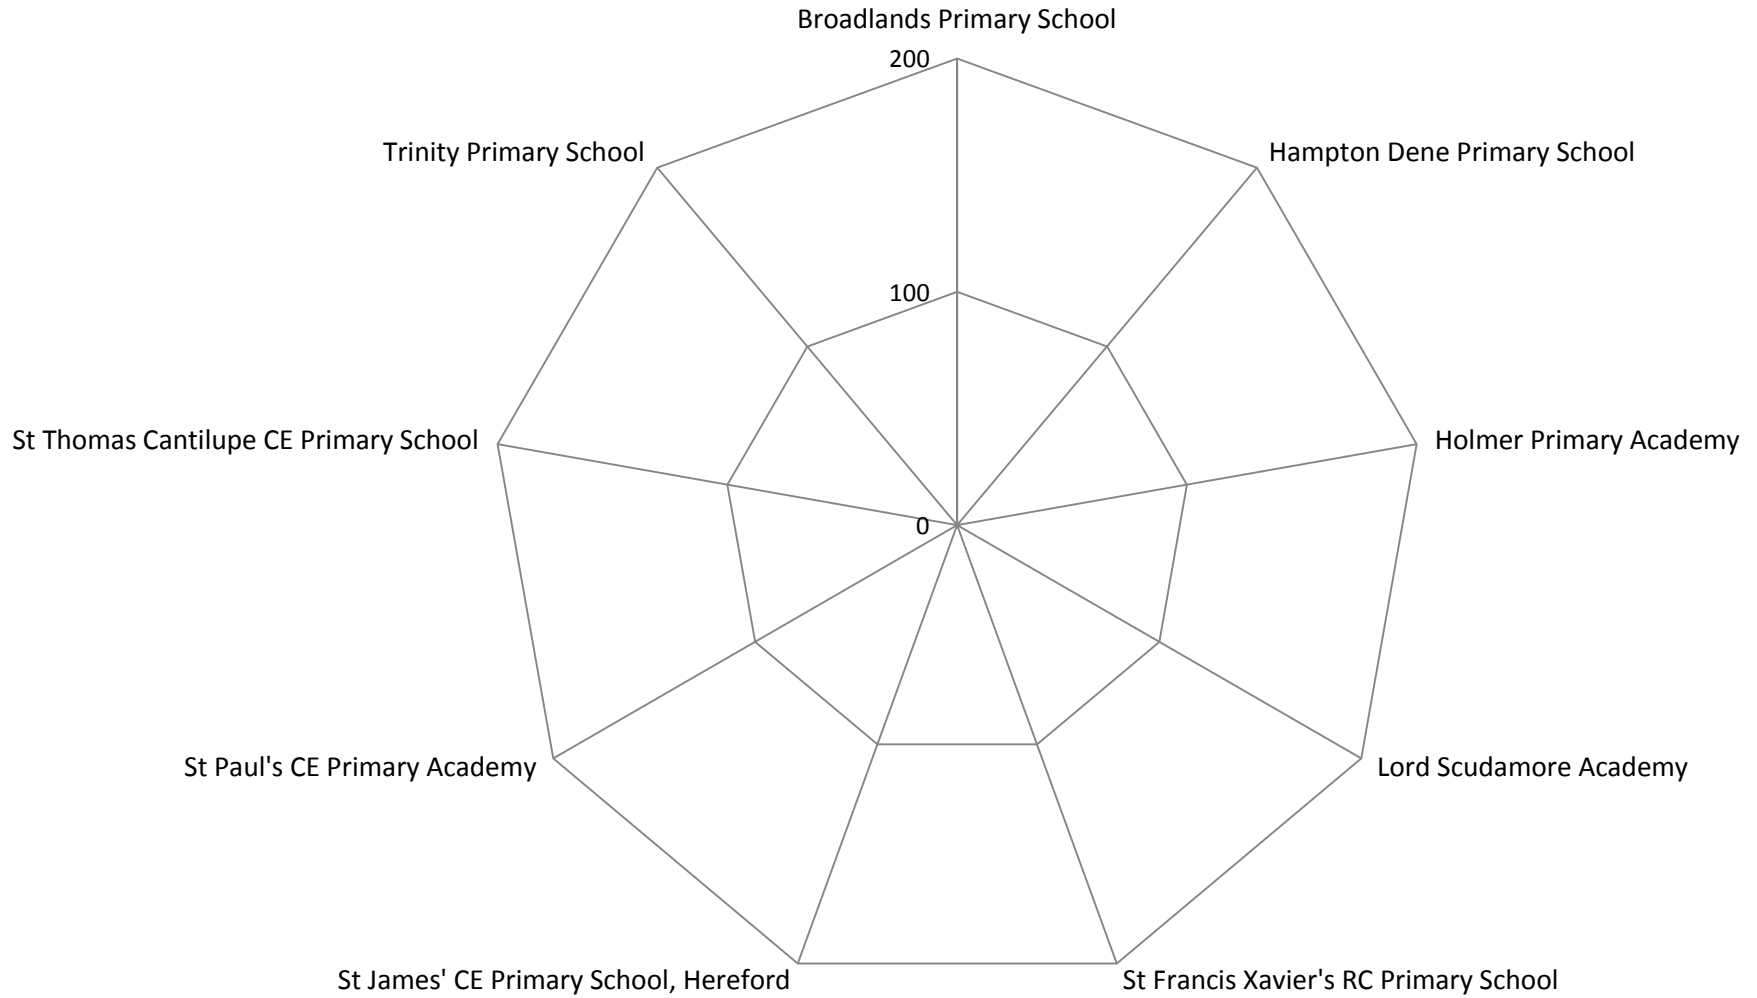 Broadlands Primary School
200
Trinity Primary School
Hampton Dene Primary School
100
St Thomas Cantilupe CE Primary School
Holmer Primary Academy
0
St Paul's CE Primary Academy
Lord Scudamore Academy
St James' CE Primary School, Hereford
St Francis Xavier's RC Primary School